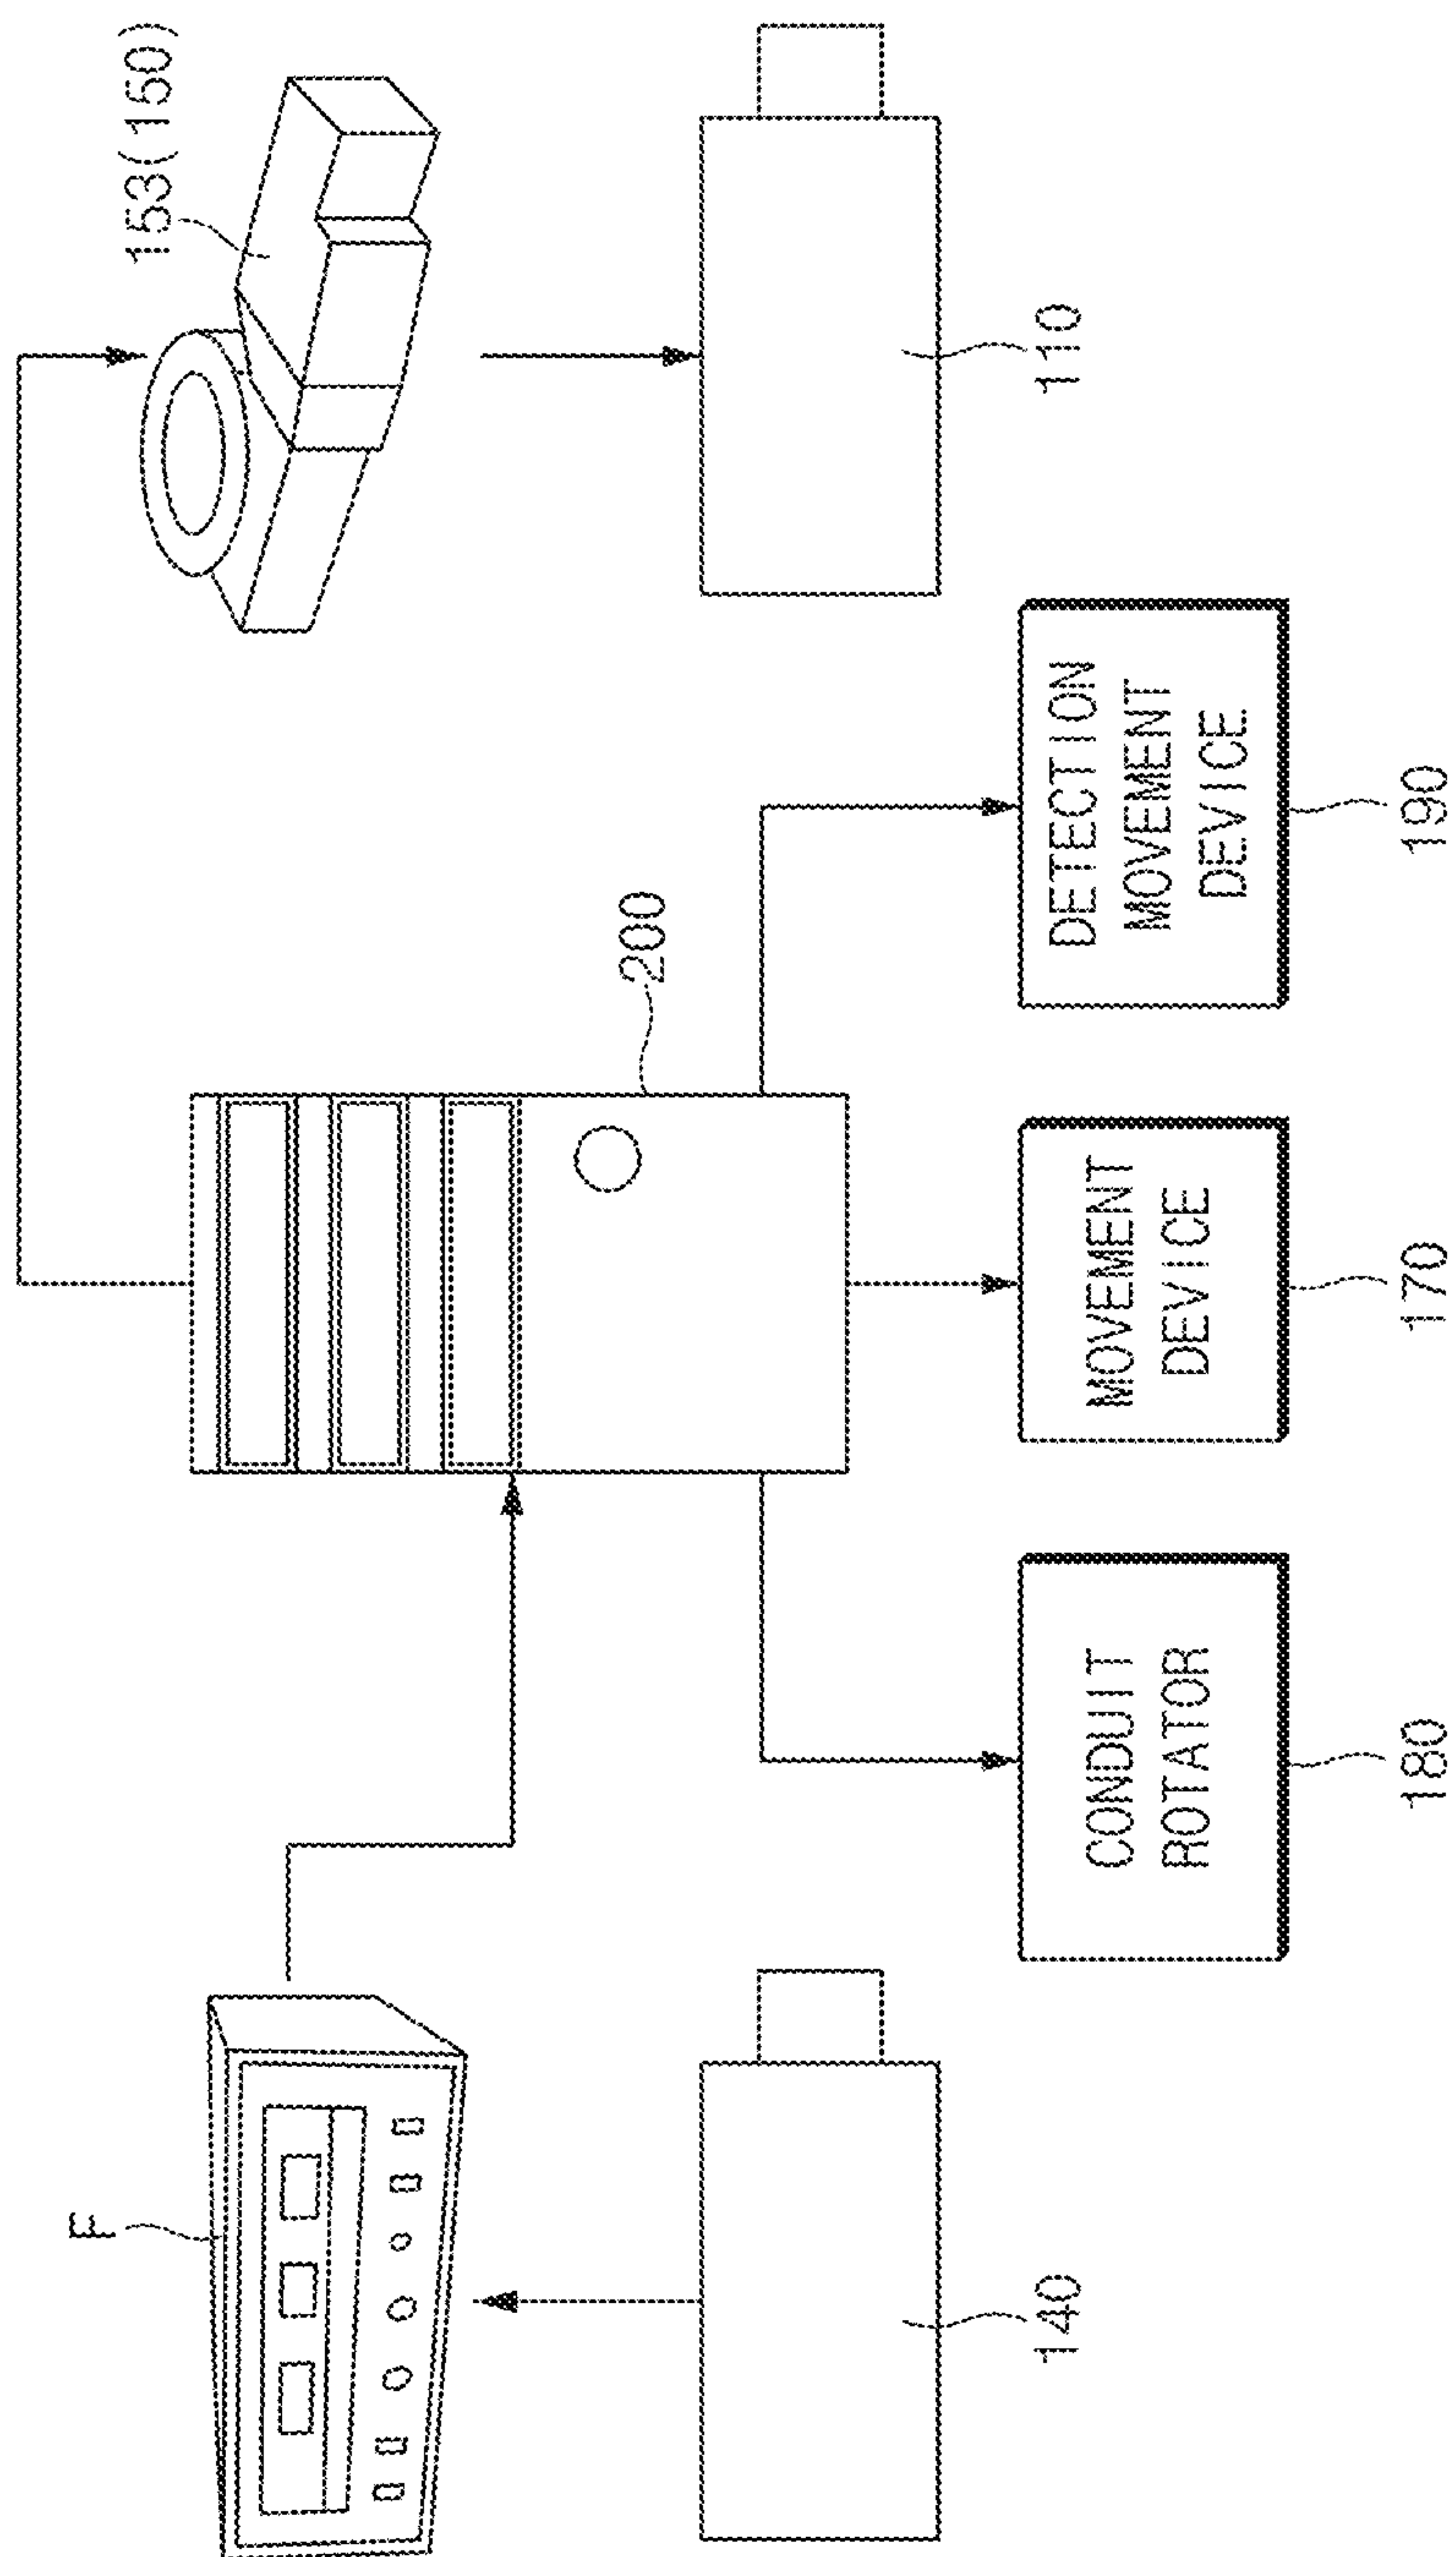 F
153(150)
200
140
110
CONDUIT
ROTATOR
MOVEMENT
DEVICE
DETECTION
MOVEMENT
DEVICE
180
170
190